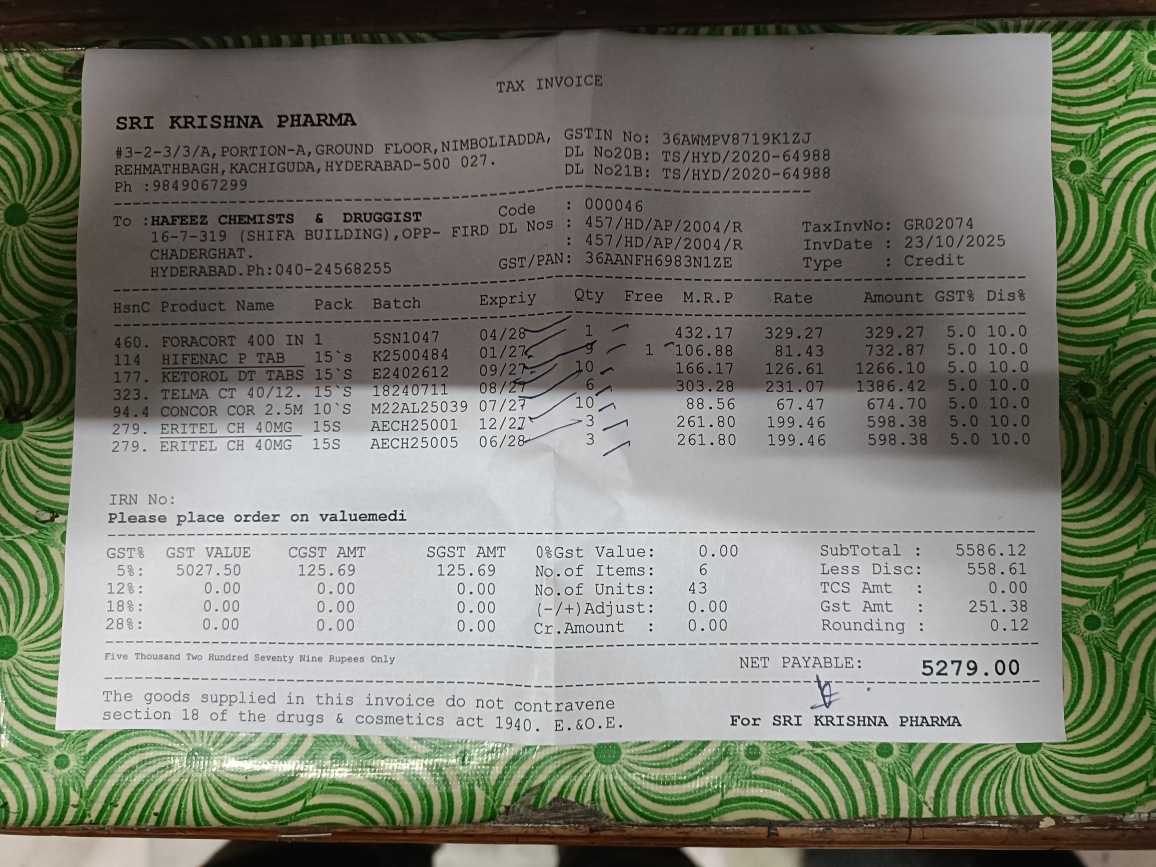 TAX INVOICE
SRI KRISHNA PHARMA
#3-2-3/3/A,PORTION-A,GROUND FLOOR,NIMBOLIADDA, GSTIN No: 36AWMPV8719K1ZJ
REHMATHBAGH,KACHIGUDA,HYDERABAD-500 027. DL No20B: TS/HYD/2020-64988
Ph :9849067299 DL No21B: TS/HYD/2020-64988
To :HAFEEZ CHEMISTS & DRUGGIST Code : 000046
16-7-319 (SHIFA BUILDING),OPP- FIRD DL Nos : 457/HD/AP/2004/R TaxInvNo: GR02074
CHADERGHAT. : 457/HD/AP/2004/R InvDate : 23/10/2025
HYDERABAD.Ph:040-24568255 GST/PAN: 36AANFH6983N1ZE Type : Credit
HsnC Product Name Pack Batch Expriy Qty Free M.R.P Rate Amount GST% Dis%
460. FORACORT 400 IN 1 5SN1047 04/28 1 432.17 329.27 329.27 5.0 10.0
114 HIFENAC P TAB 15`s K2500484 01/27 9 1 106.88 81.43 732.87 5.0 10.0
177. KETOROL DT TABS 15`S E2402612 09/27 10 166.17 126.61 1266.10 5.0 10.0
323. TELMA CT 40/12. 15`S 18240711 08/27 6 303.28 231.07 1386.42 5.0 10.0
94.4 CONCOR COR 2.5M 10`S M22AL25039 07/27 10 88.56 67.47 674.70 5.0 10.0
279. ERITEL CH 40MG 15S AECH25001 12/27 3 261.80 199.46 598.38 5.0 10.0
279. ERITEL CH 40MG 15S AECH25005 06/28 3 261.80 199.46 598.38 5.0 10.0
IRN No:
Please place order on valuemedi
GST% GST VALUE CGST AMT SGST AMT 0%Gst Value: 0.00 SubTotal : 5586.12
5%: 5027.50 125.69 125.69 No.of Items: 6 Less Disc: 558.61
12%: 0.00 0.00 0.00 No.of Units: 43 TCS Amt : 0.00
18%: 0.00 0.00 0.00 (-/+)Adjust: 0.00 Gst Amt : 251.38
28%: 0.00 0.00 0.00 Cr.Amount : 0.00 Rounding : 0.12
Five Thousand Two Hundred Seventy Nine Rupees Only NET PAYABLE: 5279.00
The goods supplied in this invoice do not contravene
section 18 of the drugs & cosmetics act 1940. E.&O.E. For SRI KRISHNA PHARMA